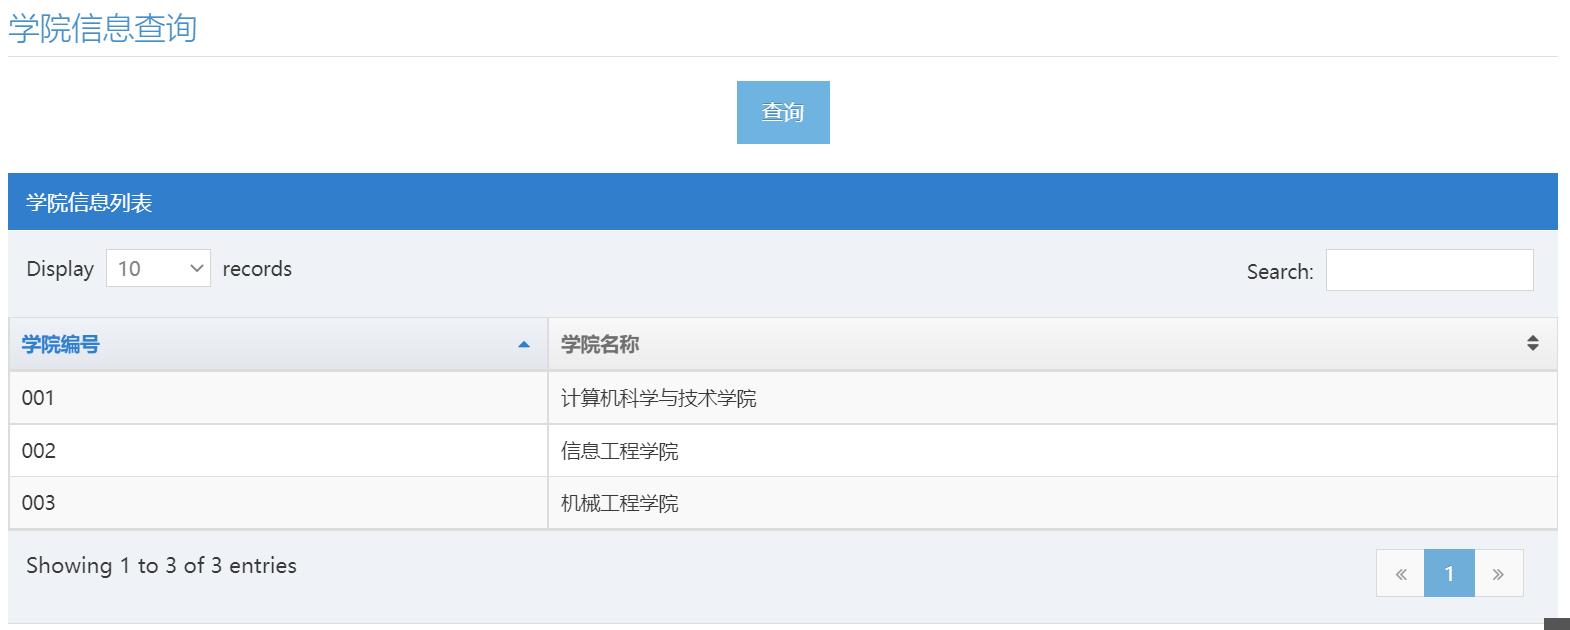 学院信息查询
查询
学院信息列表
Display 10 records Search:
学院编号 学院名称
001 计算机科学与技术学院
002 信息工程学院
003 机械工程学院
Showing 1 to 3 of 3 entries « 1 »